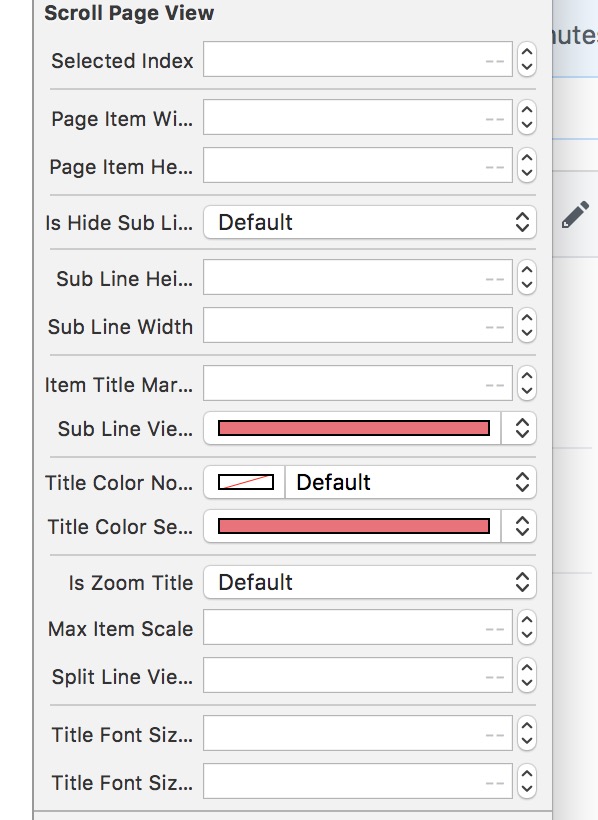 Scroll Page View
Selected Index --
Page Item Wi... --
Page Item He... --
Is Hide Sub Li... Default
Sub Line Hei... --
Sub Line Width --
Item Title Mar... --
Sub Line Vie...
Title Color No... Default
Title Color Se...
Is Zoom Title Default
Max Item Scale --
Split Line Vie... --
Title Font Siz... --
Title Font Siz... --